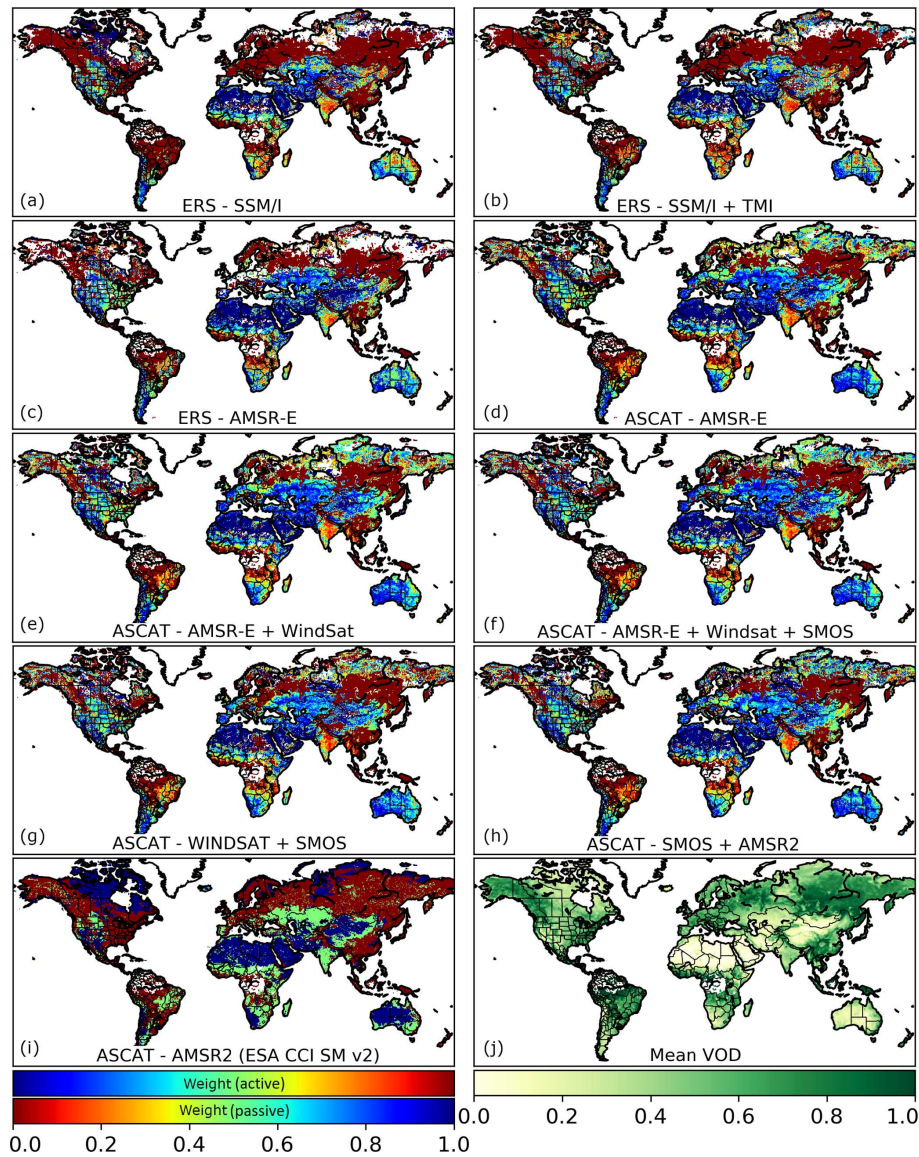 (a) ERS - SSM/I
(b) ERS - SSM/I + TMI
(c) ERS - AMSR-E
(d) ASCAT - AMSR-E
(e) ASCAT - AMSR-E + WindSat
(f) ASCAT - AMSR-E + Windsat + SMOS
(g) ASCAT - WINDSAT + SMOS
(h) ASCAT - SMOS + AMSR2
(i) ASCAT - AMSR2 (ESA CCI SM v2)
(j) Mean VOD
Weight (active)
Weight (passive)
0.0 0.2 0.4 0.6 0.8 1.0
0.0 0.2 0.4 0.6 0.8 1.0